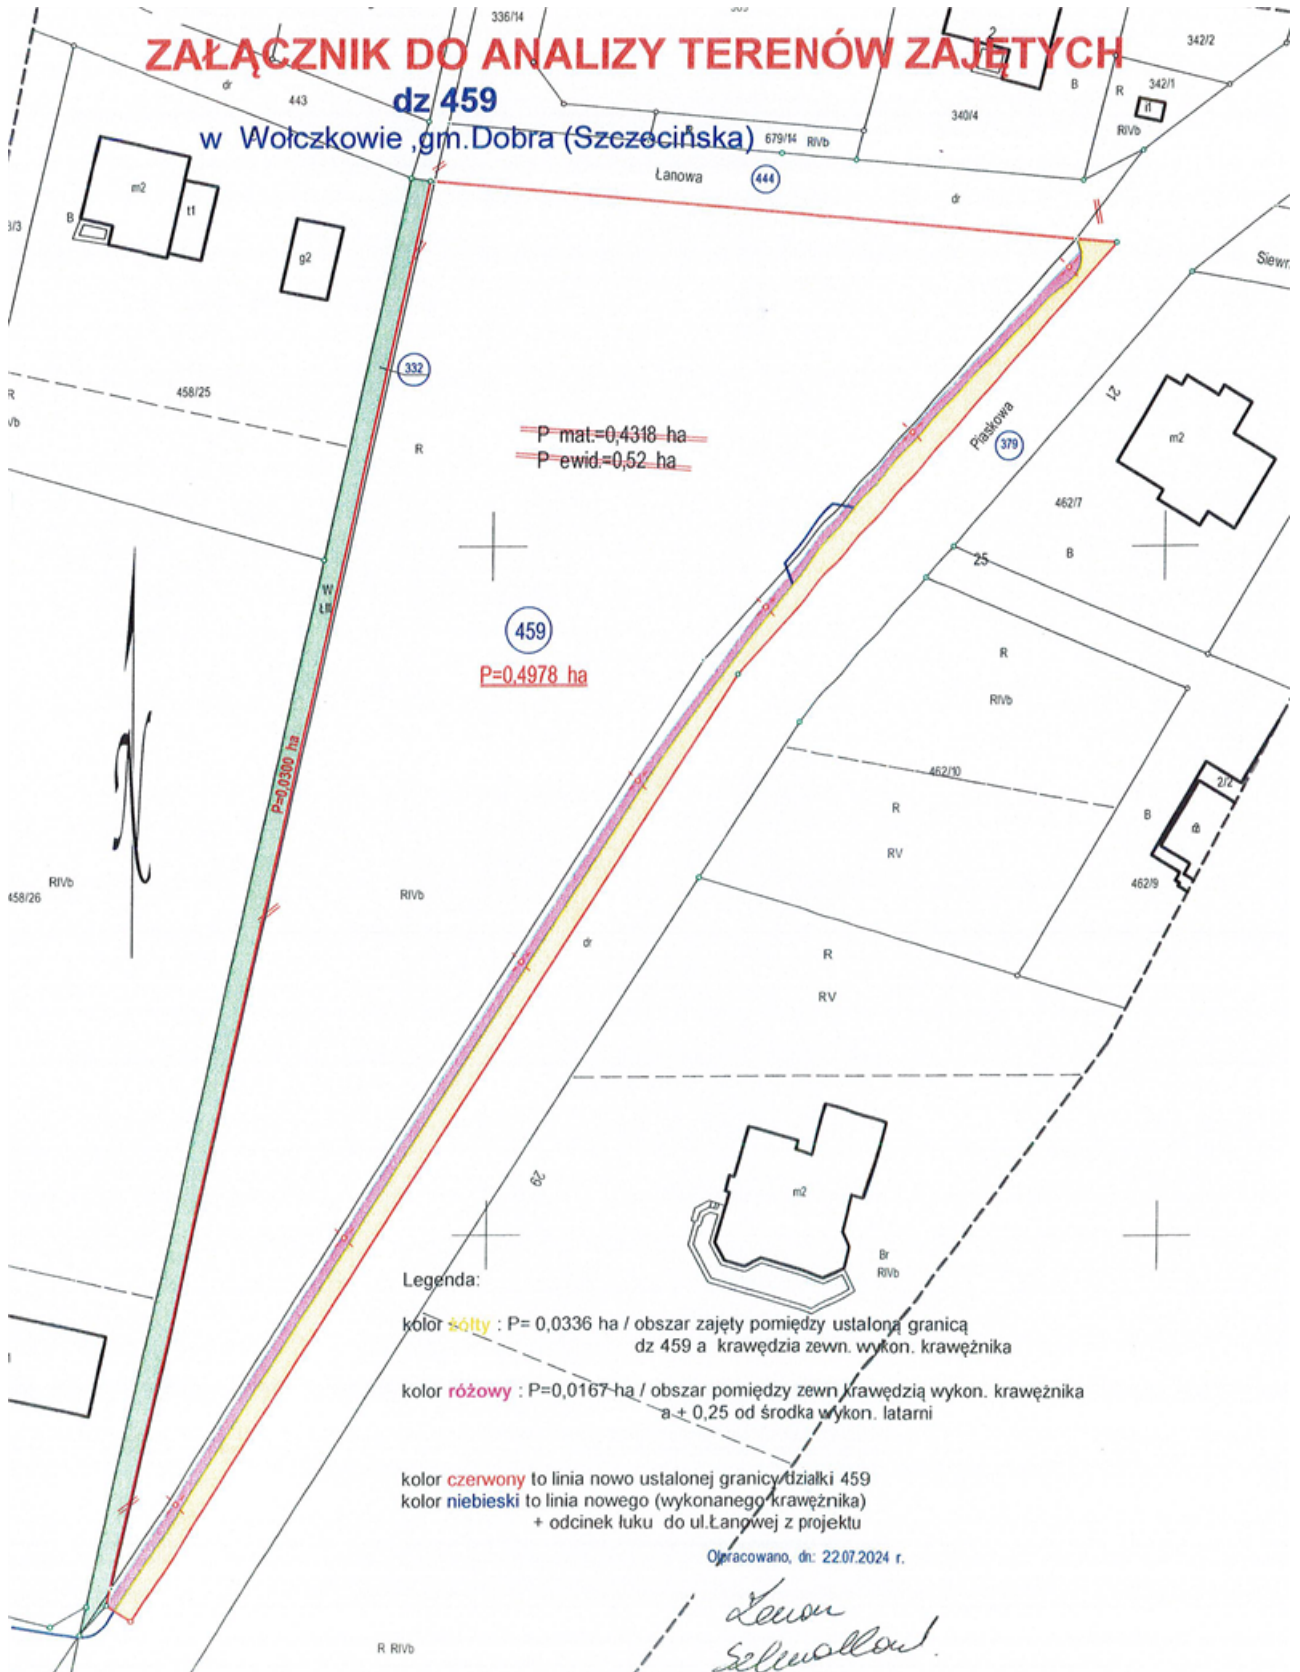 336/14
342/2
ZAŁĄCZNIK DO ANALIZY TERENÓW ZAJĘTYCH
2
dr
443
dz 459
B
R
342/1
340/4
RIVb
w Wołczkowie ,gm.Dobra (Szczecińska)
679/14 RIVb
Łanowa
444
dr
m2
t1
B
g2
Siewr
332
458/25
R
P mat.=0,4318 ha
P ewid.=0,52 ha
Piaskowa
379
21
m2
462/7
B
25
W
ŁIII
459
P=0,4978 ha
R
RIVb
P=0,0300 ha
462/10
R
RV
2/2
B
462/9
RIVb
458/26
RIVb
dr
R
RV
29
m2
Br
RIVb
Legenda:
kolor żółty : P= 0,0336 ha / obszar zajęty pomiędzy ustaloną granicą
dz 459 a krawędzia zewn. wykon. krawężnika
kolor różowy : P=0,0167 ha / obszar pomiędzy zewn krawędzią wykon. krawężnika
a + 0,25 od środka wykon. latarni
kolor czerwony to linia nowo ustalonej granicy działki 459
kolor niebieski to linia nowego (wykonanego krawężnika)
+ odcinek łuku do ul.Łanowej z projektu
Opracowano, dn: 22.07.2024 r.
R RIVb